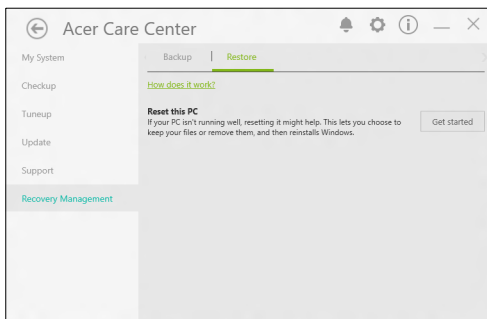 Acer Care Center
My System
Checkup
Tuneup
Update
Support
Recovery Management
Backup | Restore
How does it work?
Reset this PC
If your PC isn't running well, resetting it might help. This lets you choose to
keep your files or remove them, and then reinstalls Windows.
Get started